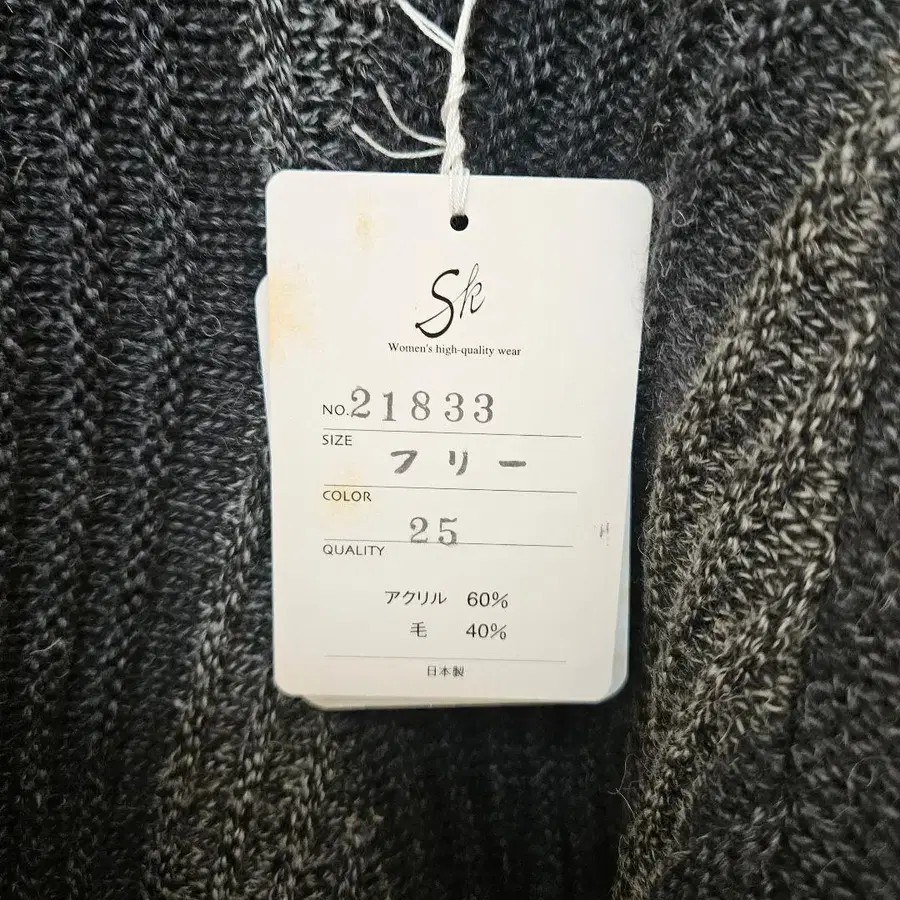 Sk
Women's high-quality wear
NO. 21833
SIZE
フリー
COLOR
25
QUALITY
アクリル 60%
毛 40%
日本製